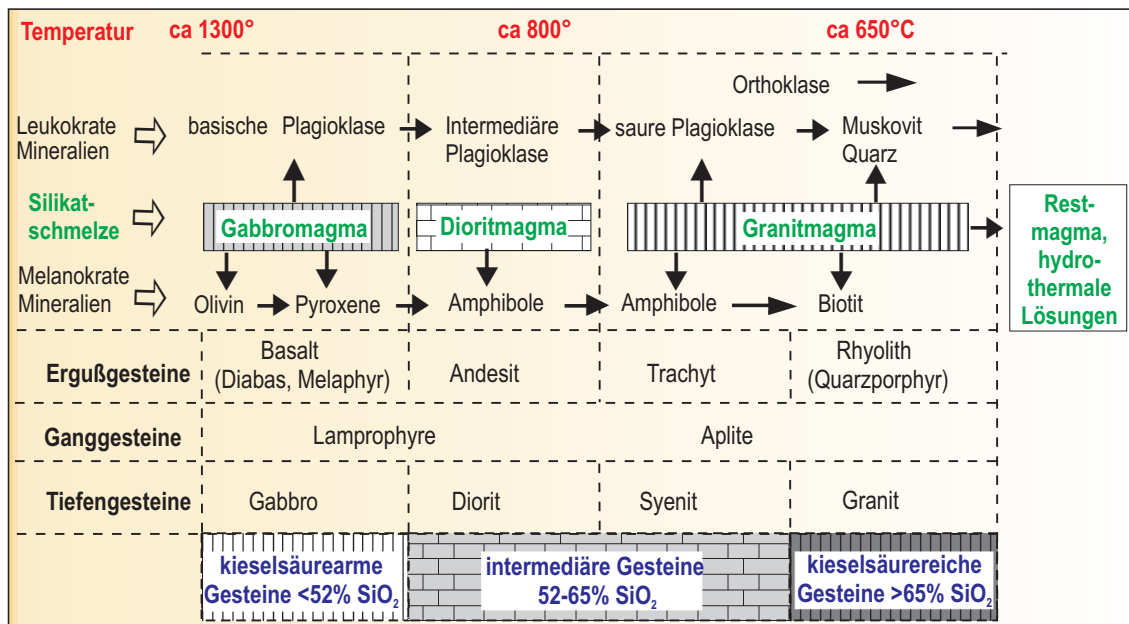 Temperatur ca 1300° ca 800° ca 650°C
Orthoklase
Leukokrate
Mineralien
basische Plagioklase
Intermediäre
Plagioklase
saure Plagioklase
Muskovit
Quarz
Silikat-
schmelze
Gabbromagma
Dioritmagma
Granitmagma
Rest-
magma,
hydro-
thermale
Lösungen
Melanokrate
Mineralien
Olivin
Pyroxene
Amphibole
Amphibole
Biotit
Ergußgesteine
Basalt
(Diabas, Melaphyr)
Andesit
Trachyt
Rhyolith
(Quarzporphyr)
Ganggesteine
Lamprophyre
Aplite
Tiefengesteine
Gabbro
Diorit
Syenit
Granit
kieselsäurearme
Gesteine <52% SiO₂
intermediäre Gesteine
52-65% SiO₂
kieselsäurereiche
Gesteine >65% SiO₂